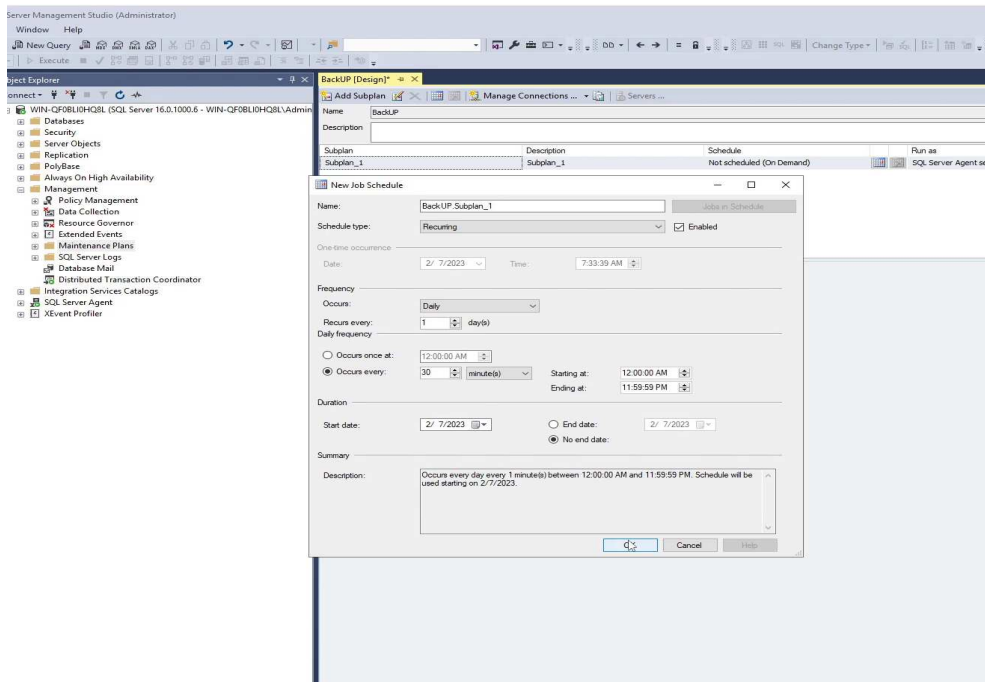 Server Management Studio (Administrator)
Window Help
New Query
Change Type
Execute
bject Explorer
BackUP [Design]*
onnect
Add Subplan Manage Connections ... Servers ...
WIN-QF0BLI0HQ8L (SQL Server 16.0.1000.6 - WIN-QF0BLI0HQ8L\Admin
Name BackUP
Databases
Security
Description
Server Objects
Replication
Subplan Description Schedule Run as
PolyBase
Subplan_1 Subplan_1 Not scheduled (On Demand) SQL Server Agent se
Always On High Availability
Management
Policy Management
Data Collection
Resource Governor
Extended Events
Maintenance Plans
SQL Server Logs
Database Mail
Distributed Transaction Coordinator
Integration Services Catalogs
SQL Server Agent
XEvent Profiler
New Job Schedule
Name: BackUP.Subplan_1 Jobs in Schedule
Schedule type: Recurring Enabled
One-time occurrence
Date: 2/ 7/2023 Time: 7:33:39 AM
Frequency
Occurs: Daily
Recurs every: 1 day(s)
Daily frequency
Occurs once at: 12:00:00 AM
Occurs every: 30 minute(s) Starting at: 12:00:00 AM
Ending at: 11:59:59 PM
Duration
Start date: 2/ 7/2023 End date: 2/ 7/2023
No end date:
Summary
Description: Occurs every day every 1 minute(s) between 12:00:00 AM and 11:59:59 PM. Schedule will be
used starting on 2/7/2023.
Cancel Help